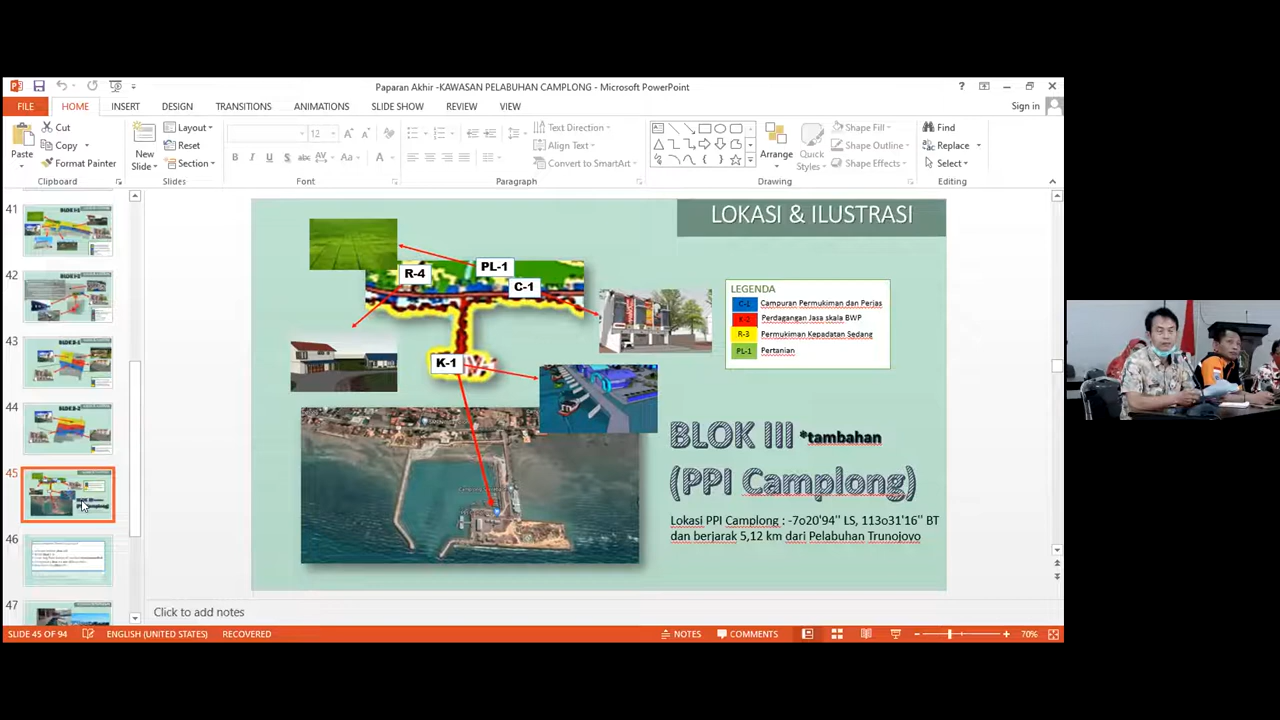 Paparan Akhir -KAWASAN PELABUHAN CAMPLONG - Microsoft PowerPoint
Sign in
FILE HOME INSERT DESIGN TRANSITIONS ANIMATIONS SLIDE SHOW REVIEW VIEW
Paste
Cut
Copy
Format Painter
Clipboard
New Slide
Layout
Reset
Section
Slides
12
Font
Text Direction
Align Text
Convert to SmartArt
Paragraph
Arrange
Quick Styles
Shape Fill
Shape Outline
Shape Effects
Drawing
Find
Replace
Select
Editing
41
42
43
44
45
46
47
LOKASI & ILUSTRASI
PL-1
R-4
C-1
K-1
LEGENDA
C-1 Campuran Permukiman dan Perjas
K-2 Perdagangan Jasa skala BWP
R-3 Permukiman Kepadatan Sedang
PL-1 Pertanian
BLOK III *tambahan
(PPI Camplong)
Lokasi PPI Camplong : -7o20'94'' LS, 113o31'16'' BT
dan berjarak 5,12 km dari Pelabuhan Trunojoyo
Click to add notes
SLIDE 45 OF 94 ENGLISH (UNITED STATES) RECOVERED NOTES COMMENTS 70%